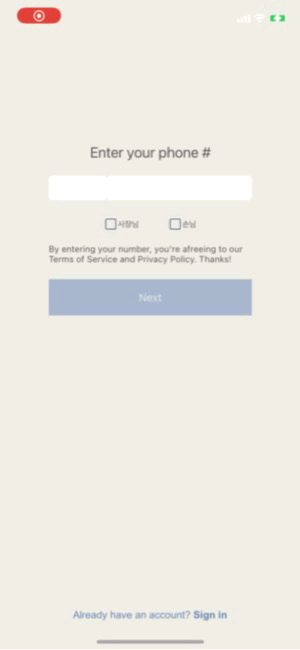 Enter your phone #
사장님 손님
By entering your number, you're afreeing to our
Terms of Service and Privacy Policy. Thanks!
Next
Already have an account? Sign in